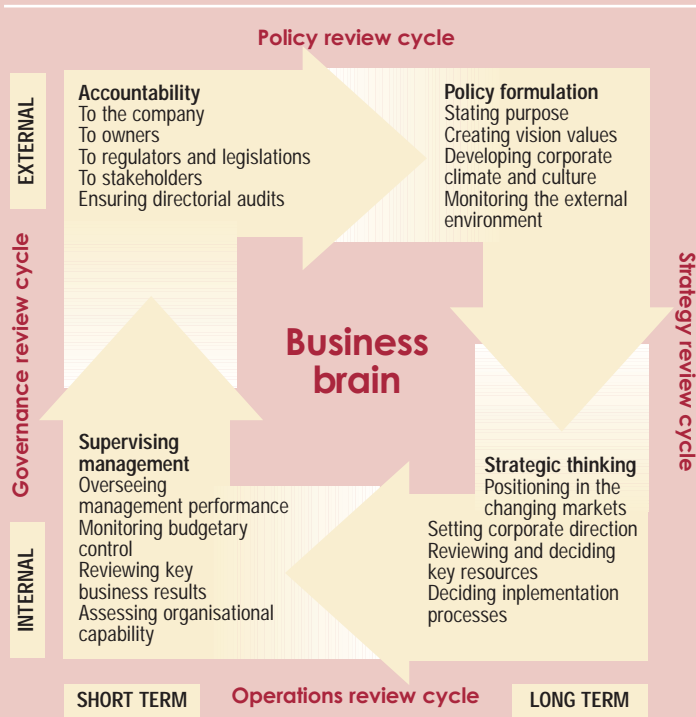 Policy review cycle
EXTERNAL
Accountability
To the company
To owners
To regulators and legislations
To stakeholders
Ensuring directorial audits
Policy formulation
Stating purpose
Creating vision values
Developing corporate
climate and culture
Monitoring the external
environment
Governance review cycle
Business
brain
Strategy review cycle
INTERNAL
Supervising
management
Overseeing
management performance
Monitoring budgetary
control
Reviewing key
business results
Assessing organisational
capability
Strategic thinking
Positioning in the
changing markets
Setting corporate direction
Reviewing and deciding
key resources
Deciding inplementation
processes
SHORT TERM
Operations review cycle
LONG TERM